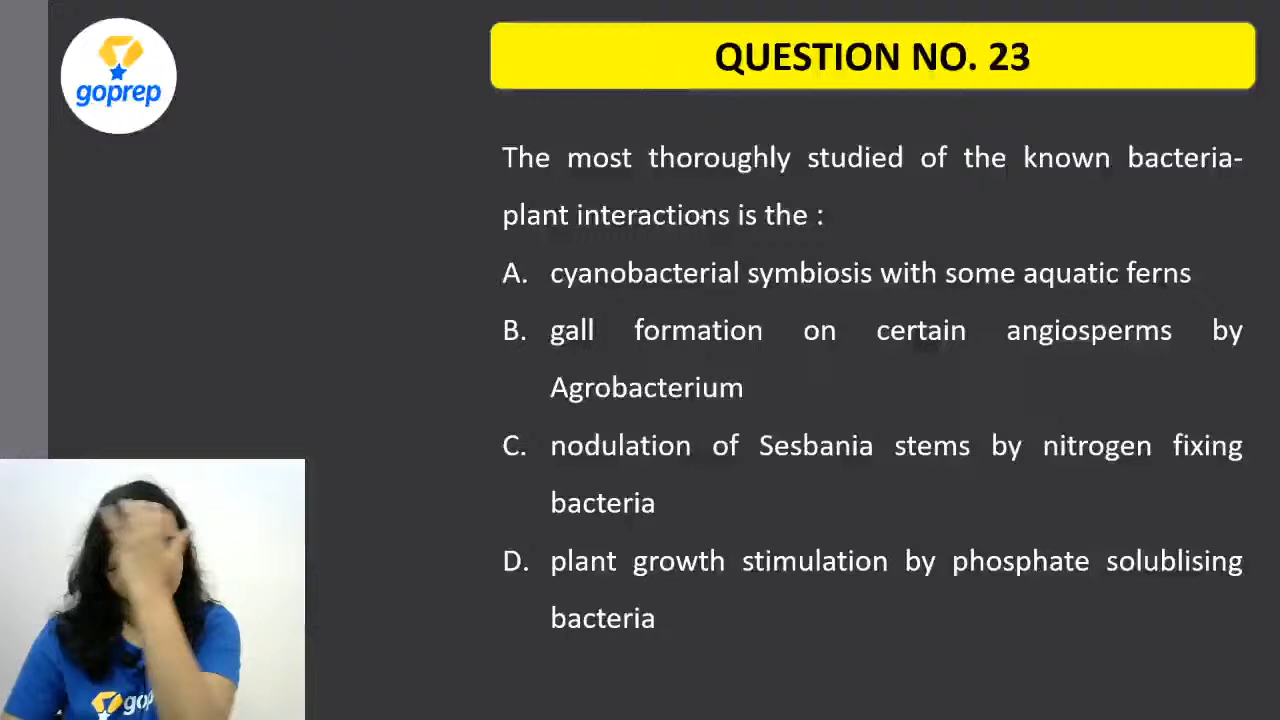 goprep
QUESTION NO. 23
The most thoroughly studied of the known bacteria-
plant interactions is the :
A. cyanobacterial symbiosis with some aquatic ferns
B. gall formation on certain angiosperms by
Agrobacterium
C. nodulation of Sesbania stems by nitrogen fixing
bacteria
D. plant growth stimulation by phosphate solublising
bacteria
gop